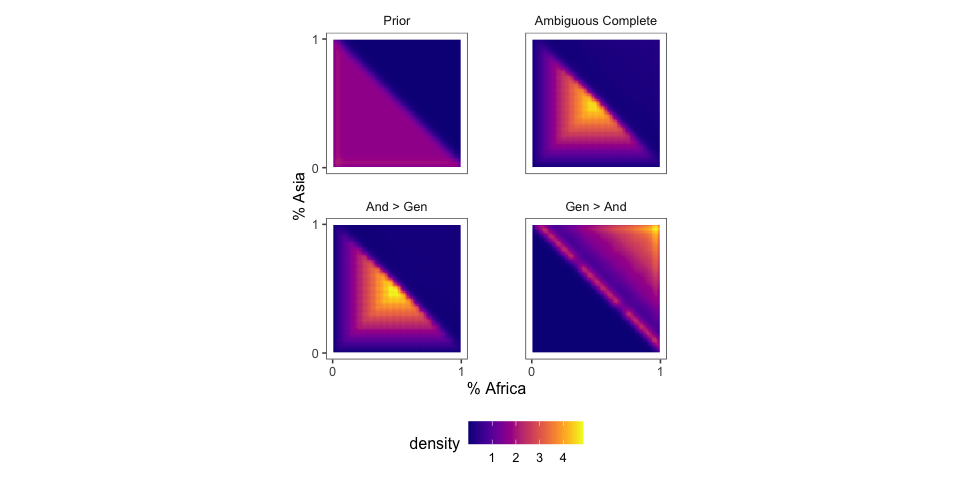 Prior
Ambiguous Complete
1
0
% Asia
And > Gen
Gen > And
1
0
0
1
0
1
% Africa
density
1 2 3 4